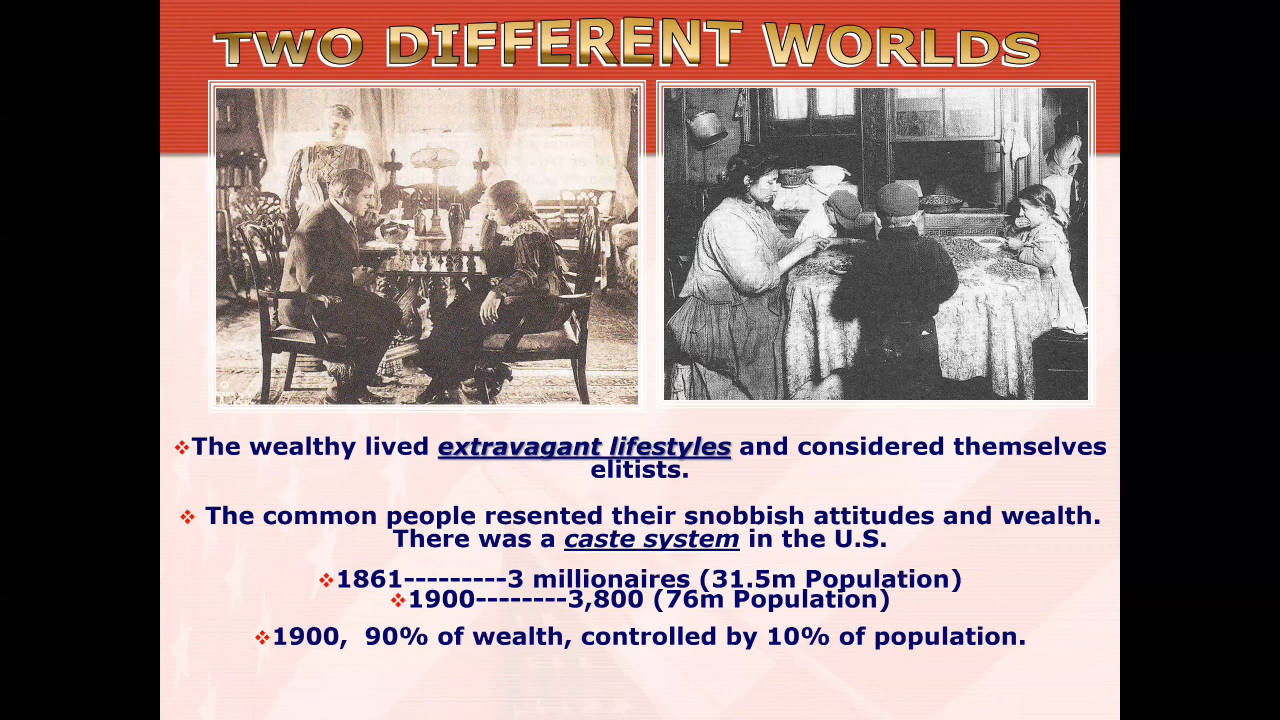 TWO DIFFERENT WORLDS
❖The wealthy lived extravagant lifestyles and considered themselves
elitists.
❖ The common people resented their snobbish attitudes and wealth.
There was a caste system in the U.S.
❖1861---------3 millionaires (31.5m Population)
❖1900--------3,800 (76m Population)
❖1900,  90% of wealth, controlled by 10% of population.